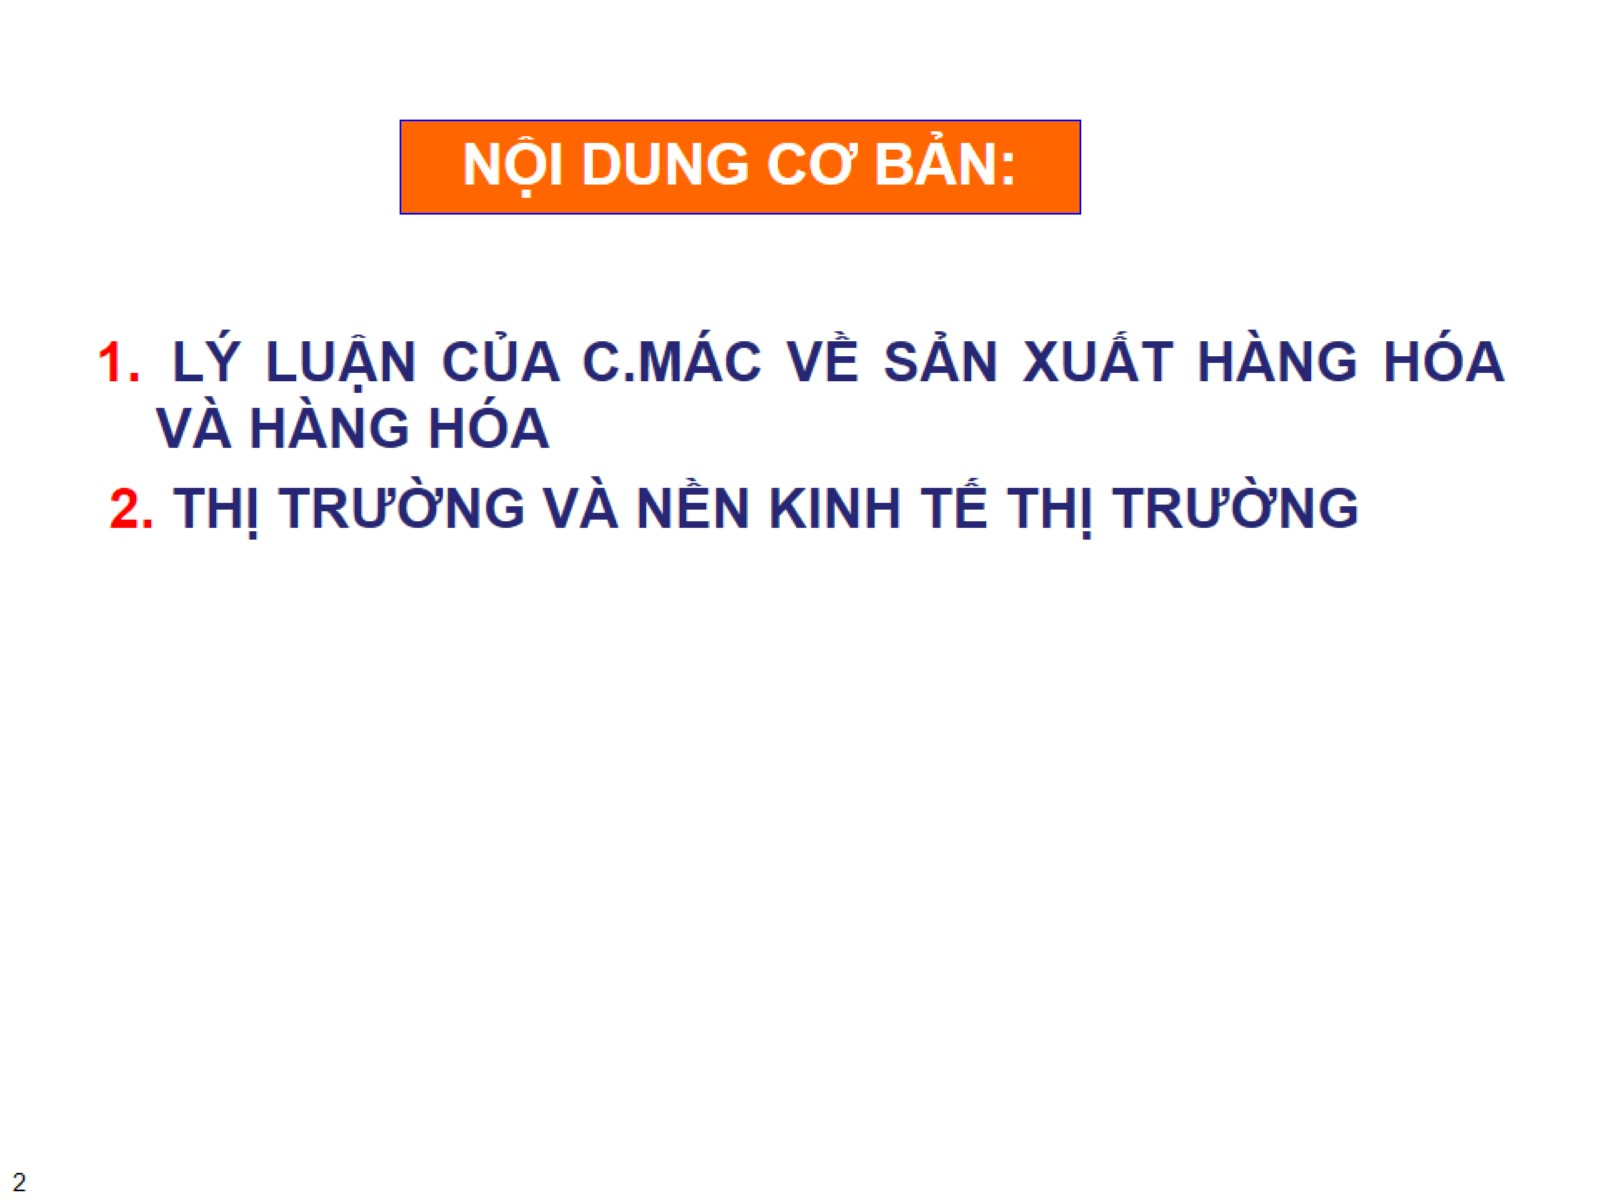 NỘI DUNG CƠ BẢN:
1. LÝ LUẬN CỦA C.MÁC VỀ SẢN XUẤT HÀNG HÓA
VÀ HÀNG HÓA
2. THỊ TRƯỜNG VÀ NỀN KINH TẾ THỊ TRƯỜNG
2